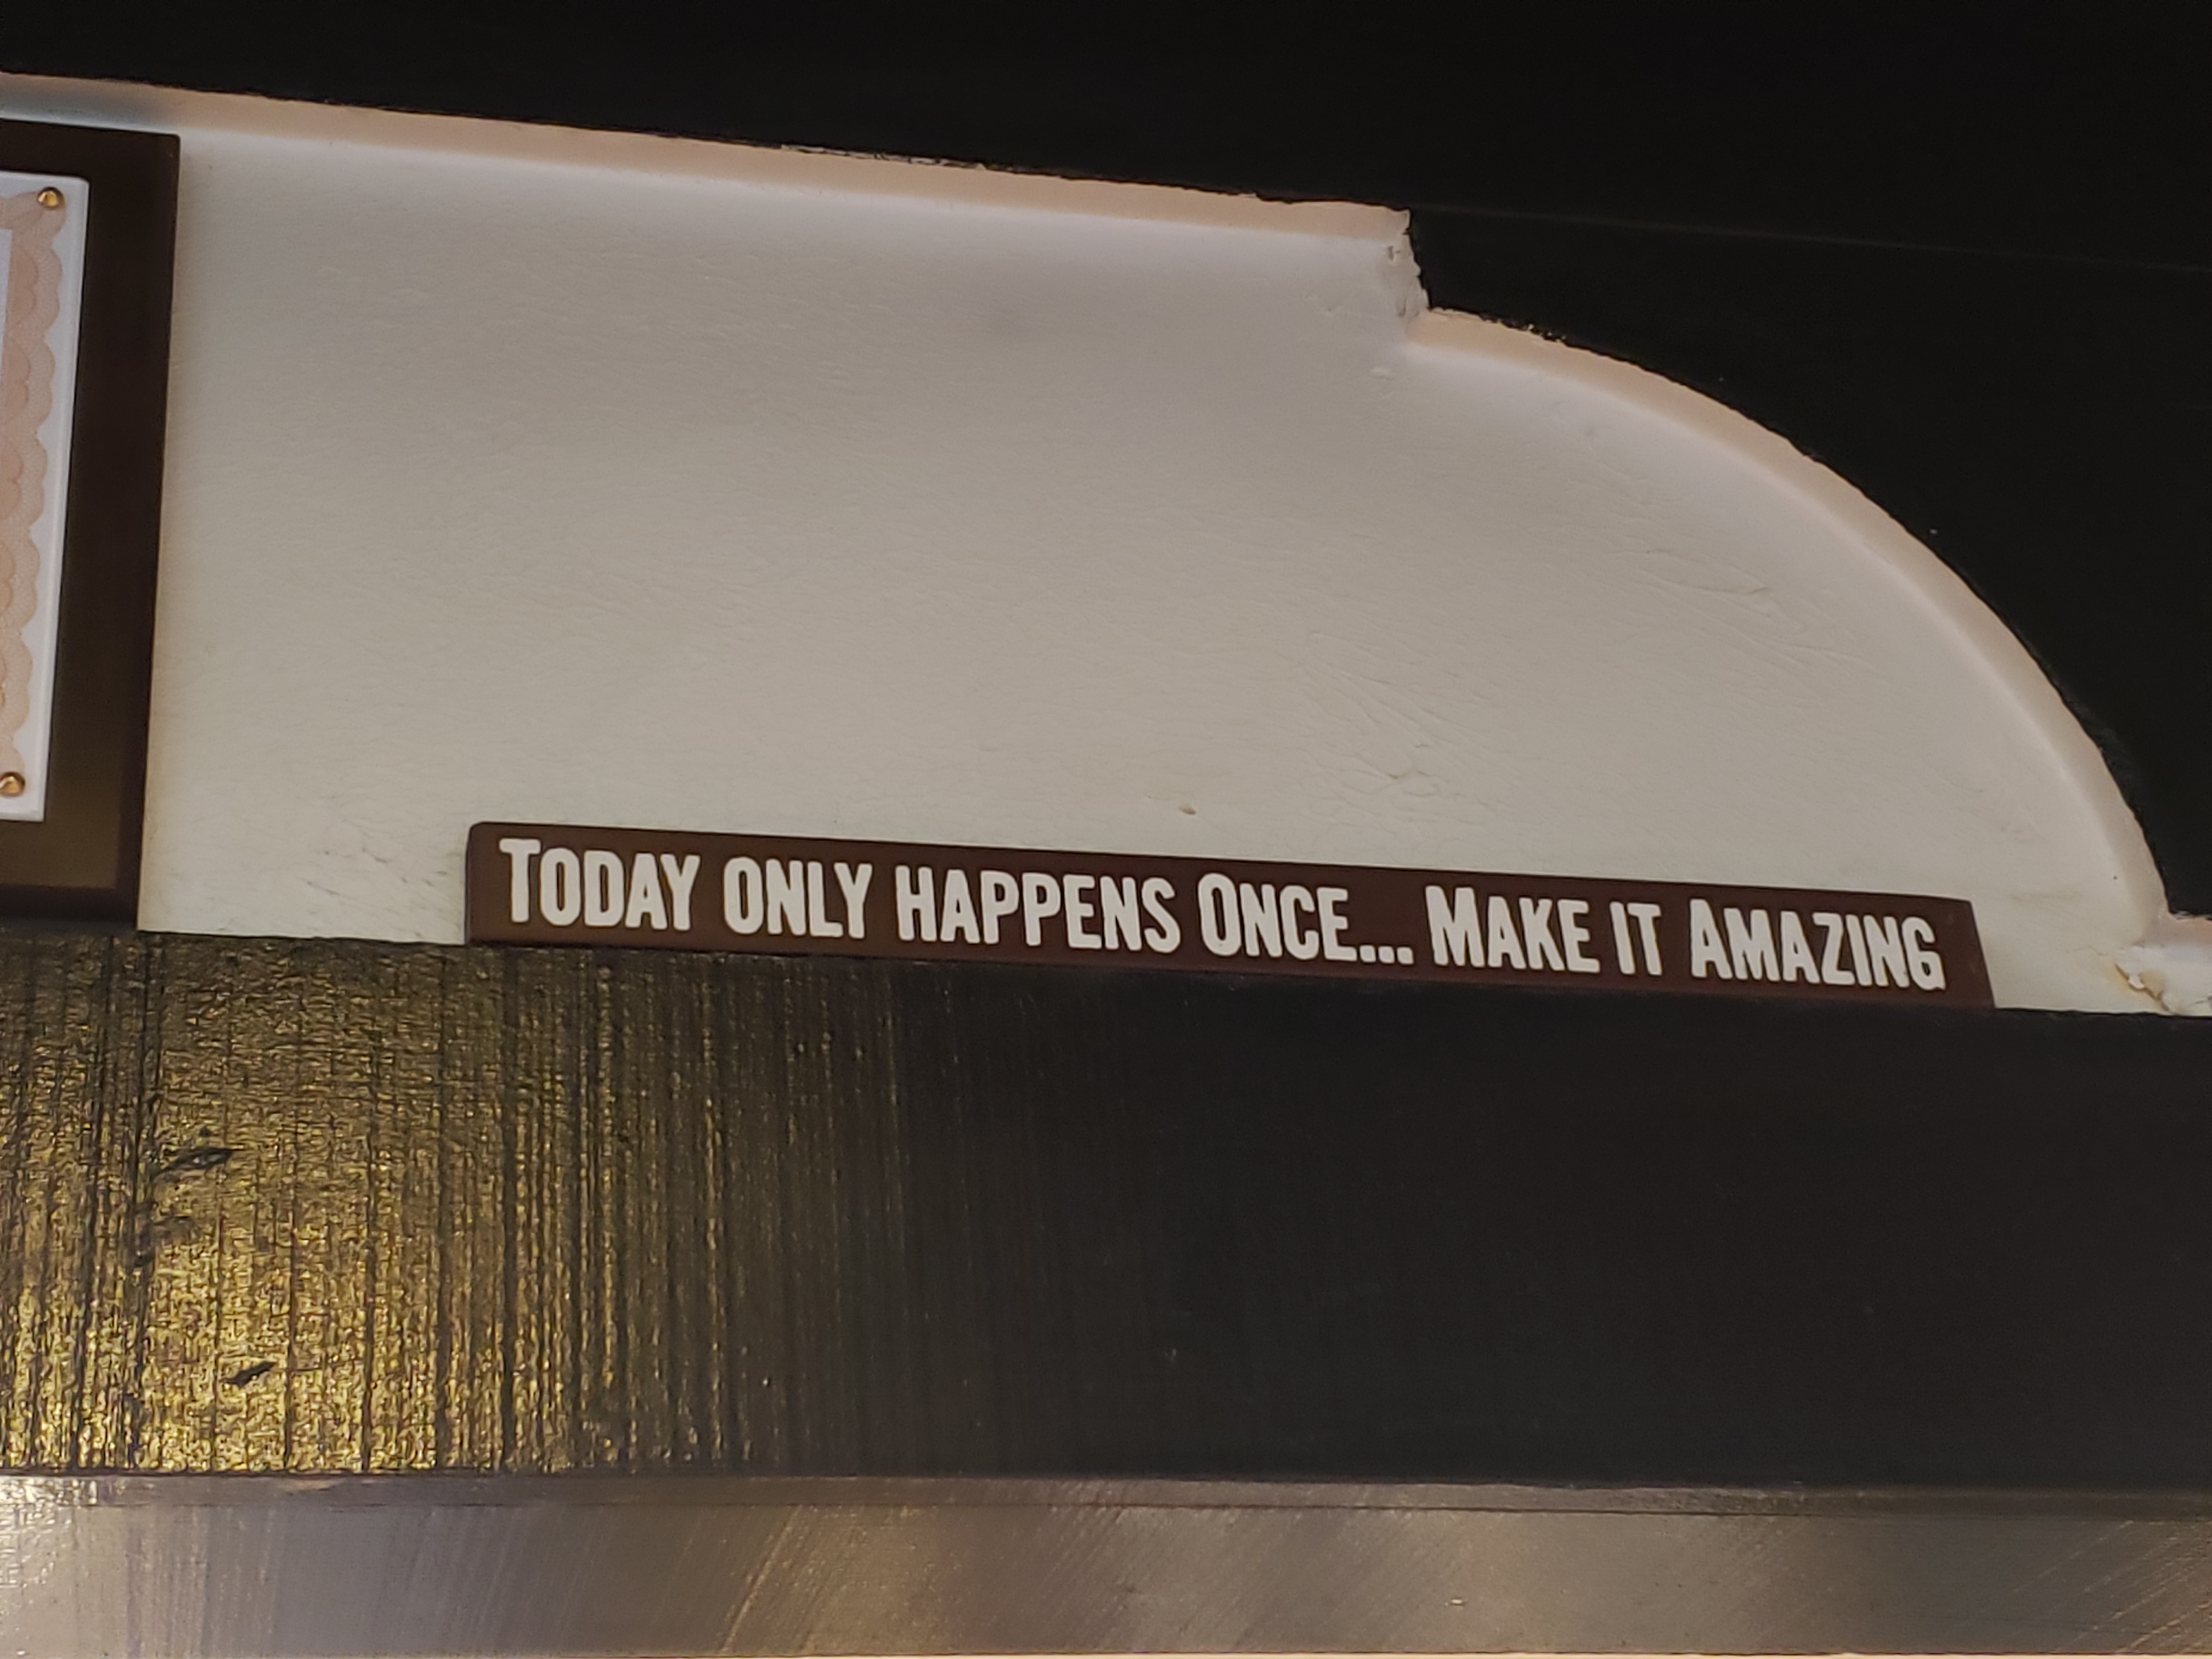 Today only happens Once... Make it Amazing